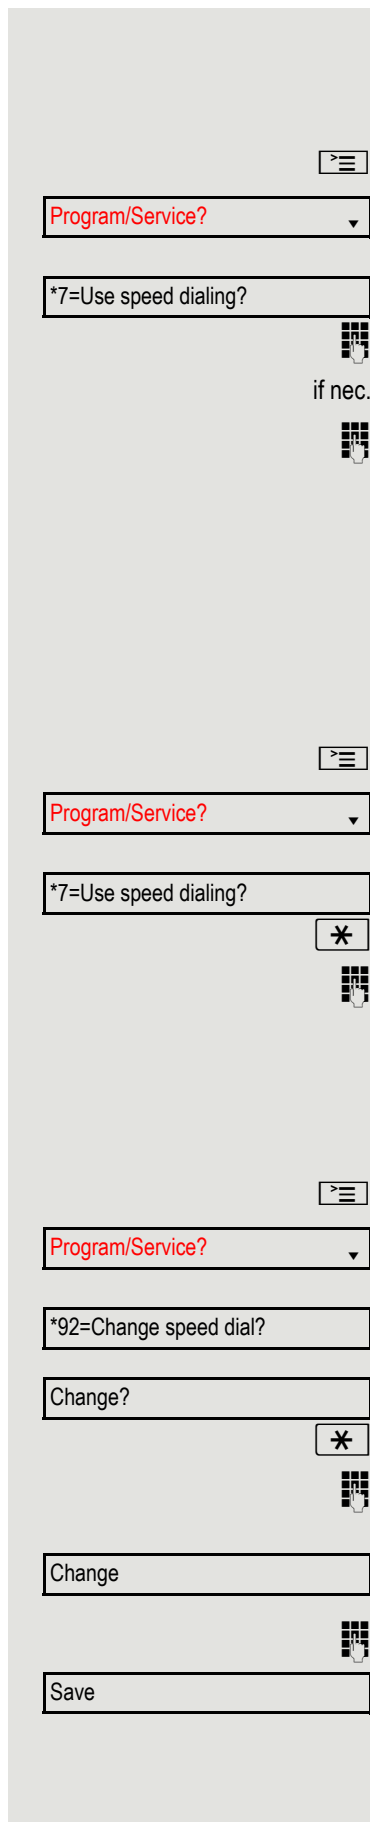 Program/Service?
*7=Use speed dialing?
if nec.
Program/Service?
*7=Use speed dialing?
Program/Service?
*92=Change speed dial?
Change?
Change
Save